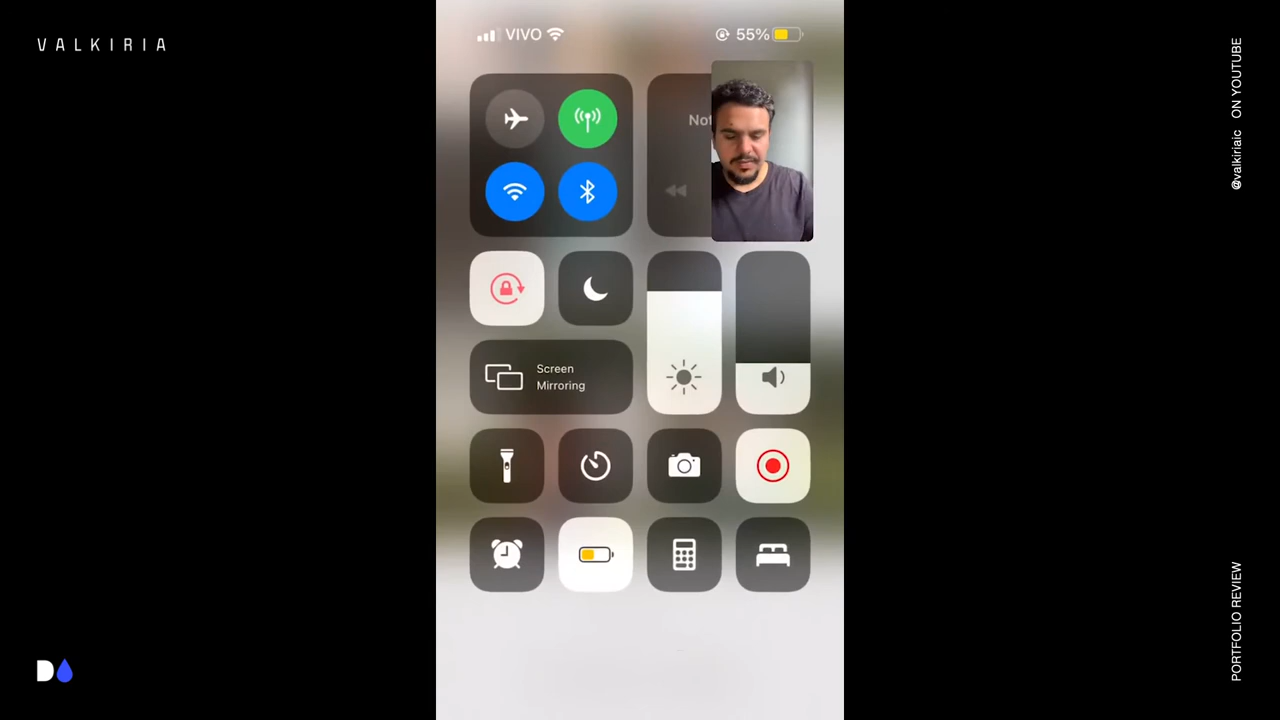 VALKIRIA
VIVO
55%
Not
Screen
Mirroring
@valkiriaic ON YOUTUBE
PORTFOLIO REVIEW
D